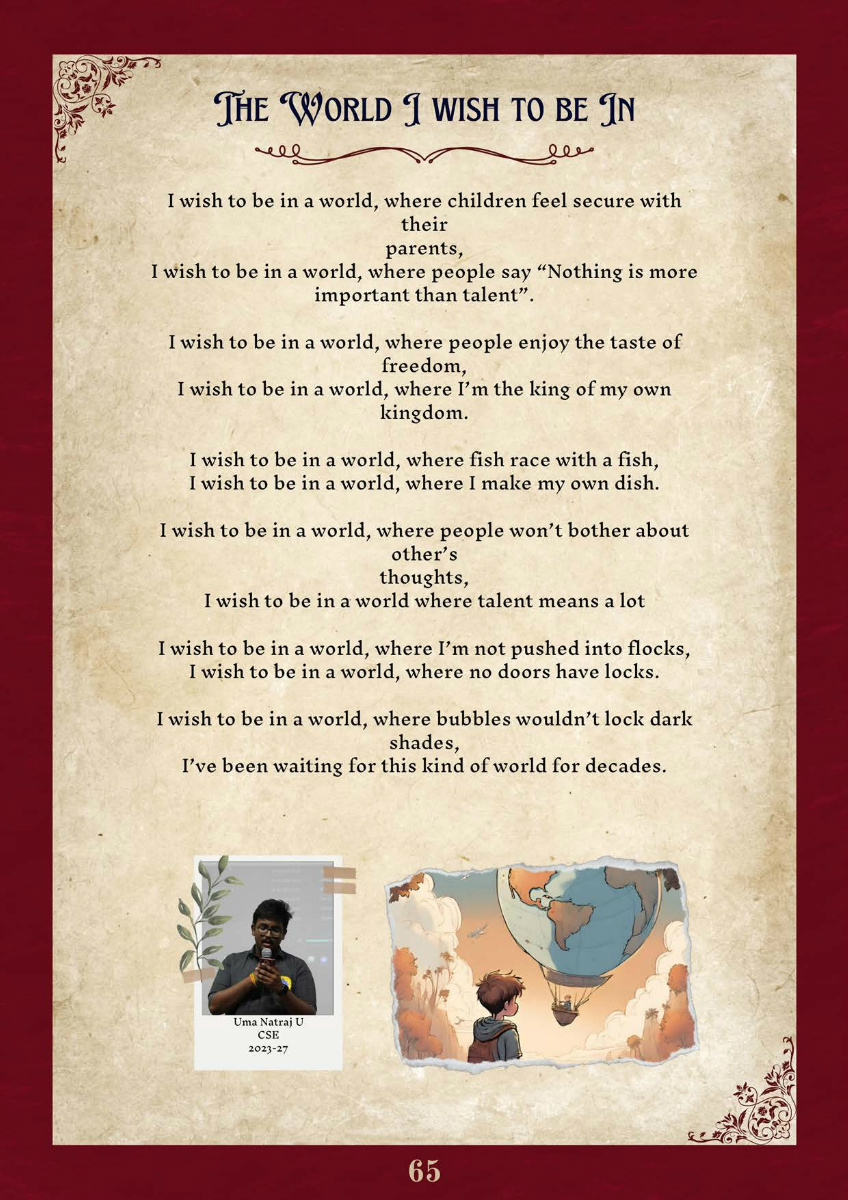 The World I wish to be In
I wish to be in a world, where children feel secure with
their
parents,
I wish to be in a world, where people say “Nothing is more
important than talent”.
I wish to be in a world, where people enjoy the taste of
freedom,
I wish to be in a world, where I’m the king of my own
kingdom.
I wish to be in a world, where fish race with a fish,
I wish to be in a world, where I make my own dish.
I wish to be in a world, where people won’t bother about
other’s
thoughts,
I wish to be in a world where talent means a lot
I wish to be in a world, where I’m not pushed into flocks,
I wish to be in a world, where no doors have locks.
I wish to be in a world, where bubbles wouldn’t lock dark
shades,
I’ve been waiting for this kind of world for decades.
Uma Natraj U
CSE
2023-27
65